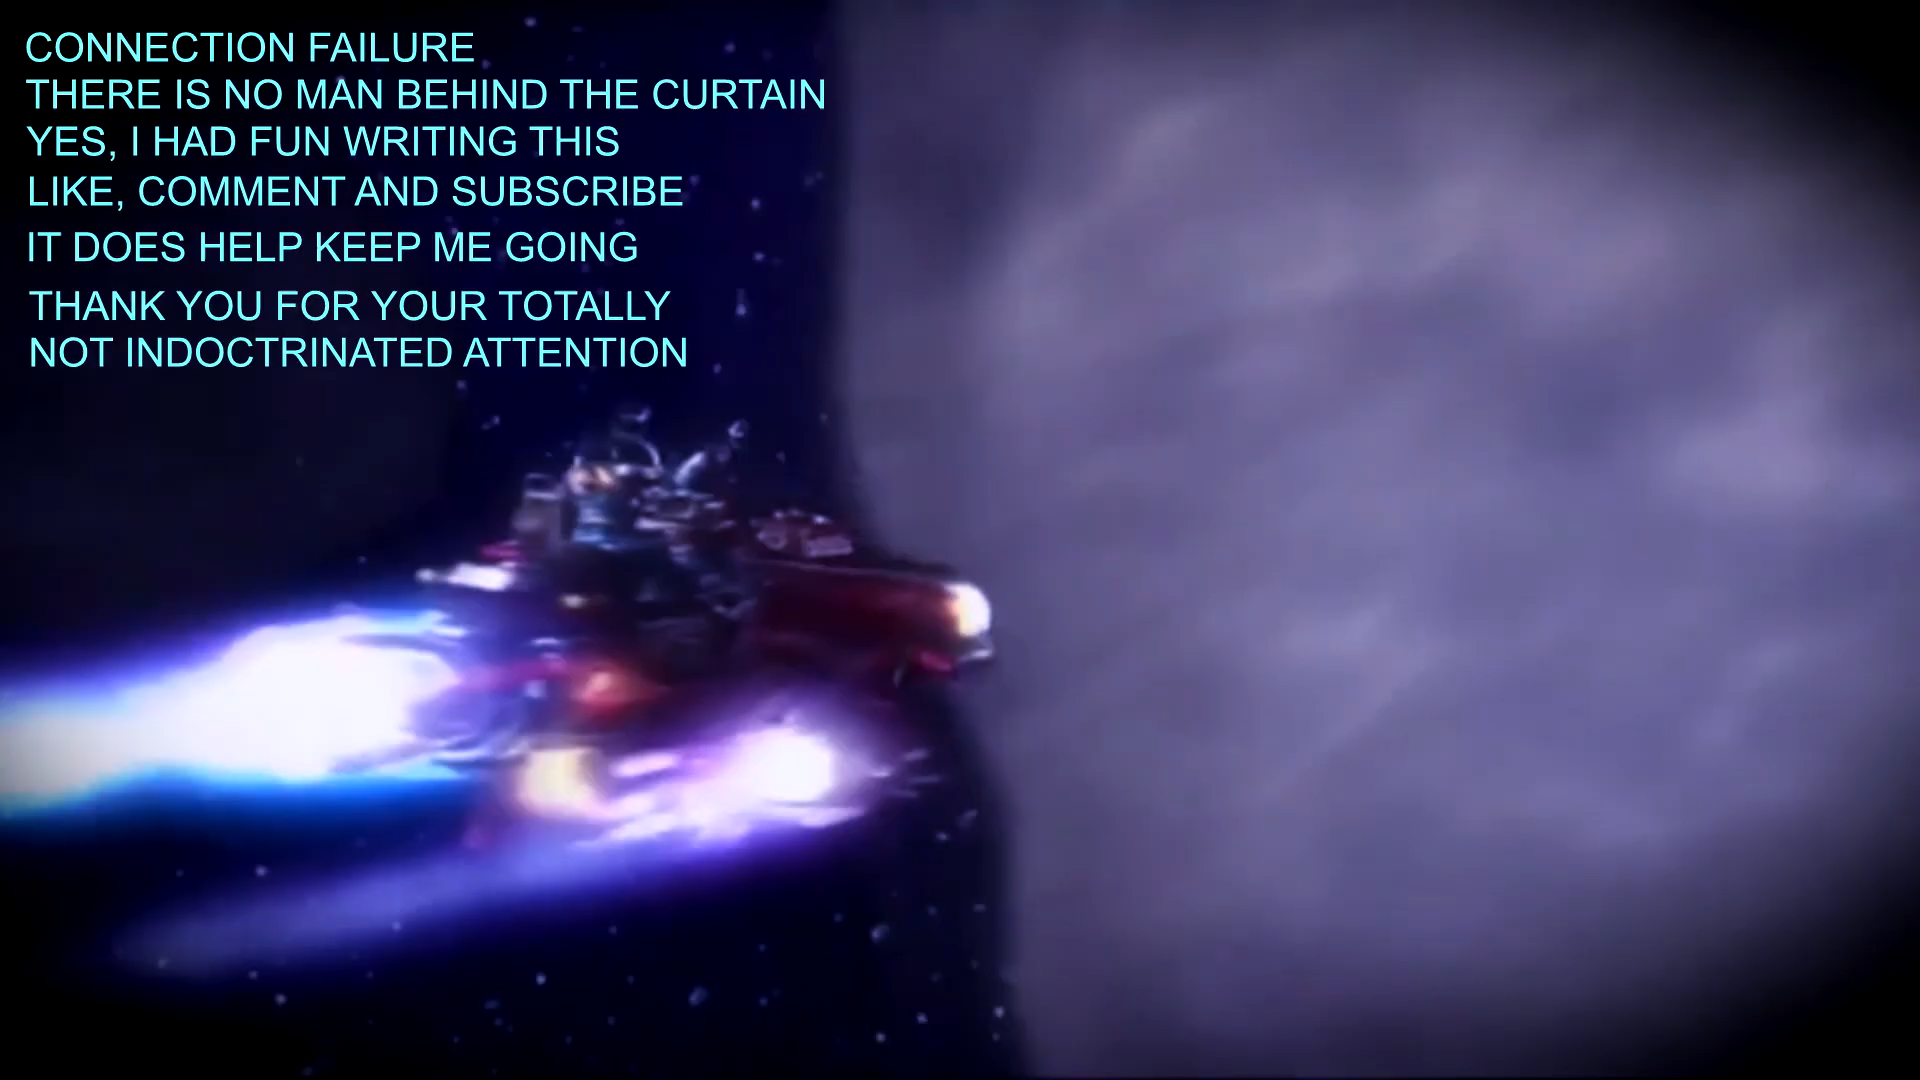 CONNECTION FAILURE
THERE IS NO MAN BEHIND THE CURTAIN
YES, I HAD FUN WRITING THIS
LIKE, COMMENT AND SUBSCRIBE
IT DOES HELP KEEP ME GOING
THANK YOU FOR YOUR TOTALLY
NOT INDOCTRINATED ATTENTION